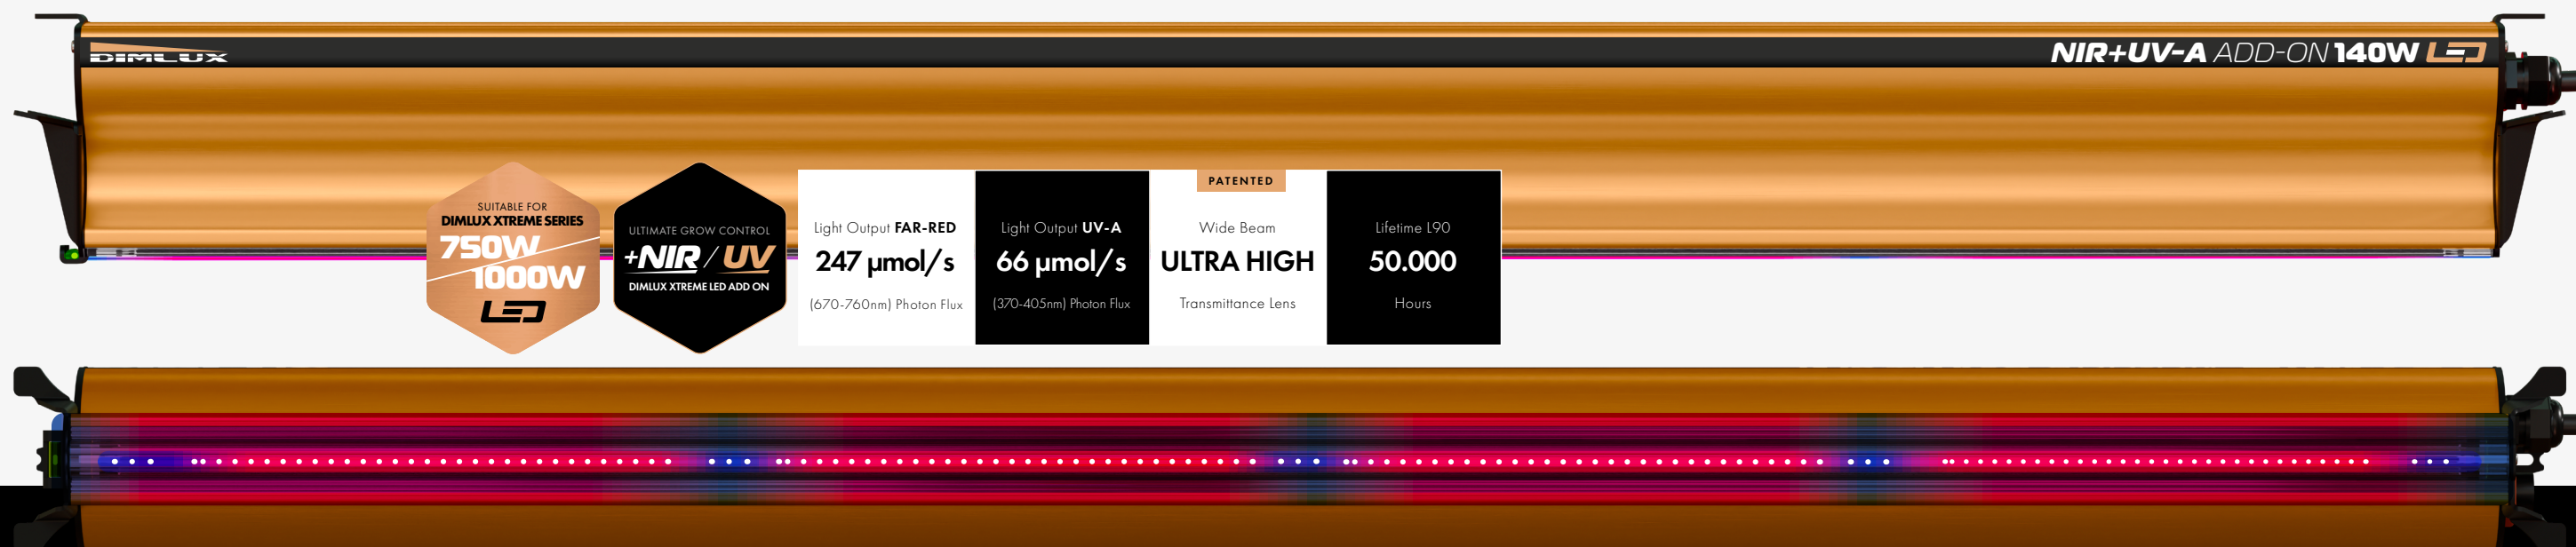 DIMLUX
NIR+UV-A ADD-ON 140W LED
SUITABLE FOR
DIMLUX XTREME SERIES
750W
1000W
LED
ULTIMATE GROW CONTROL
+NIR / UV
DIMLUX XTREME LED ADD ON
Light Output FAR-RED
247 µmol/s
(670-760nm) Photon Flux
Light Output UV-A
66 µmol/s
(370-405nm) Photon Flux
PATENTED
Wide Beam
ULTRA HIGH
Transmittance Lens
Lifetime L90
50.000
Hours